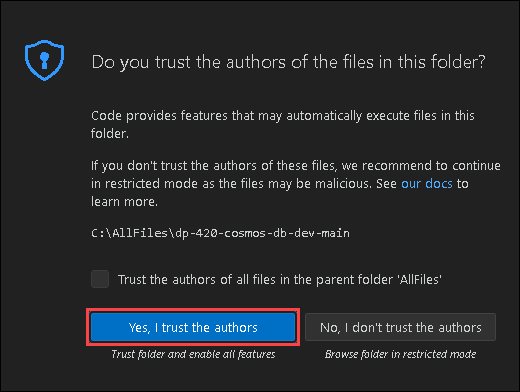 Do you trust the authors of the files in this folder?
Code provides features that may automatically execute files in this
folder.
If you don't trust the authors of these files, we recommend to continue
in restricted mode as the files may be malicious. See our docs to
learn more.
C:\AllFiles\dp-420-cosmos-db-dev-main
Trust the authors of all files in the parent folder 'AllFiles'
Yes, I trust the authors
No, I don't trust the authors
Trust folder and enable all features
Browse folder in restricted mode